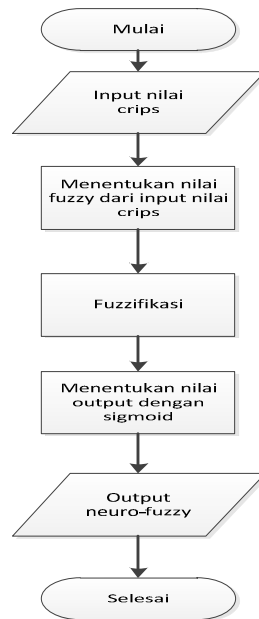 Mulai
Input nilai
crips
Menentukan nilai
fuzzy dari input nilai
crips
Fuzzifikasi
Menentukan nilai
output dengan
sigmoid
Output
neuro-fuzzy
Selesai